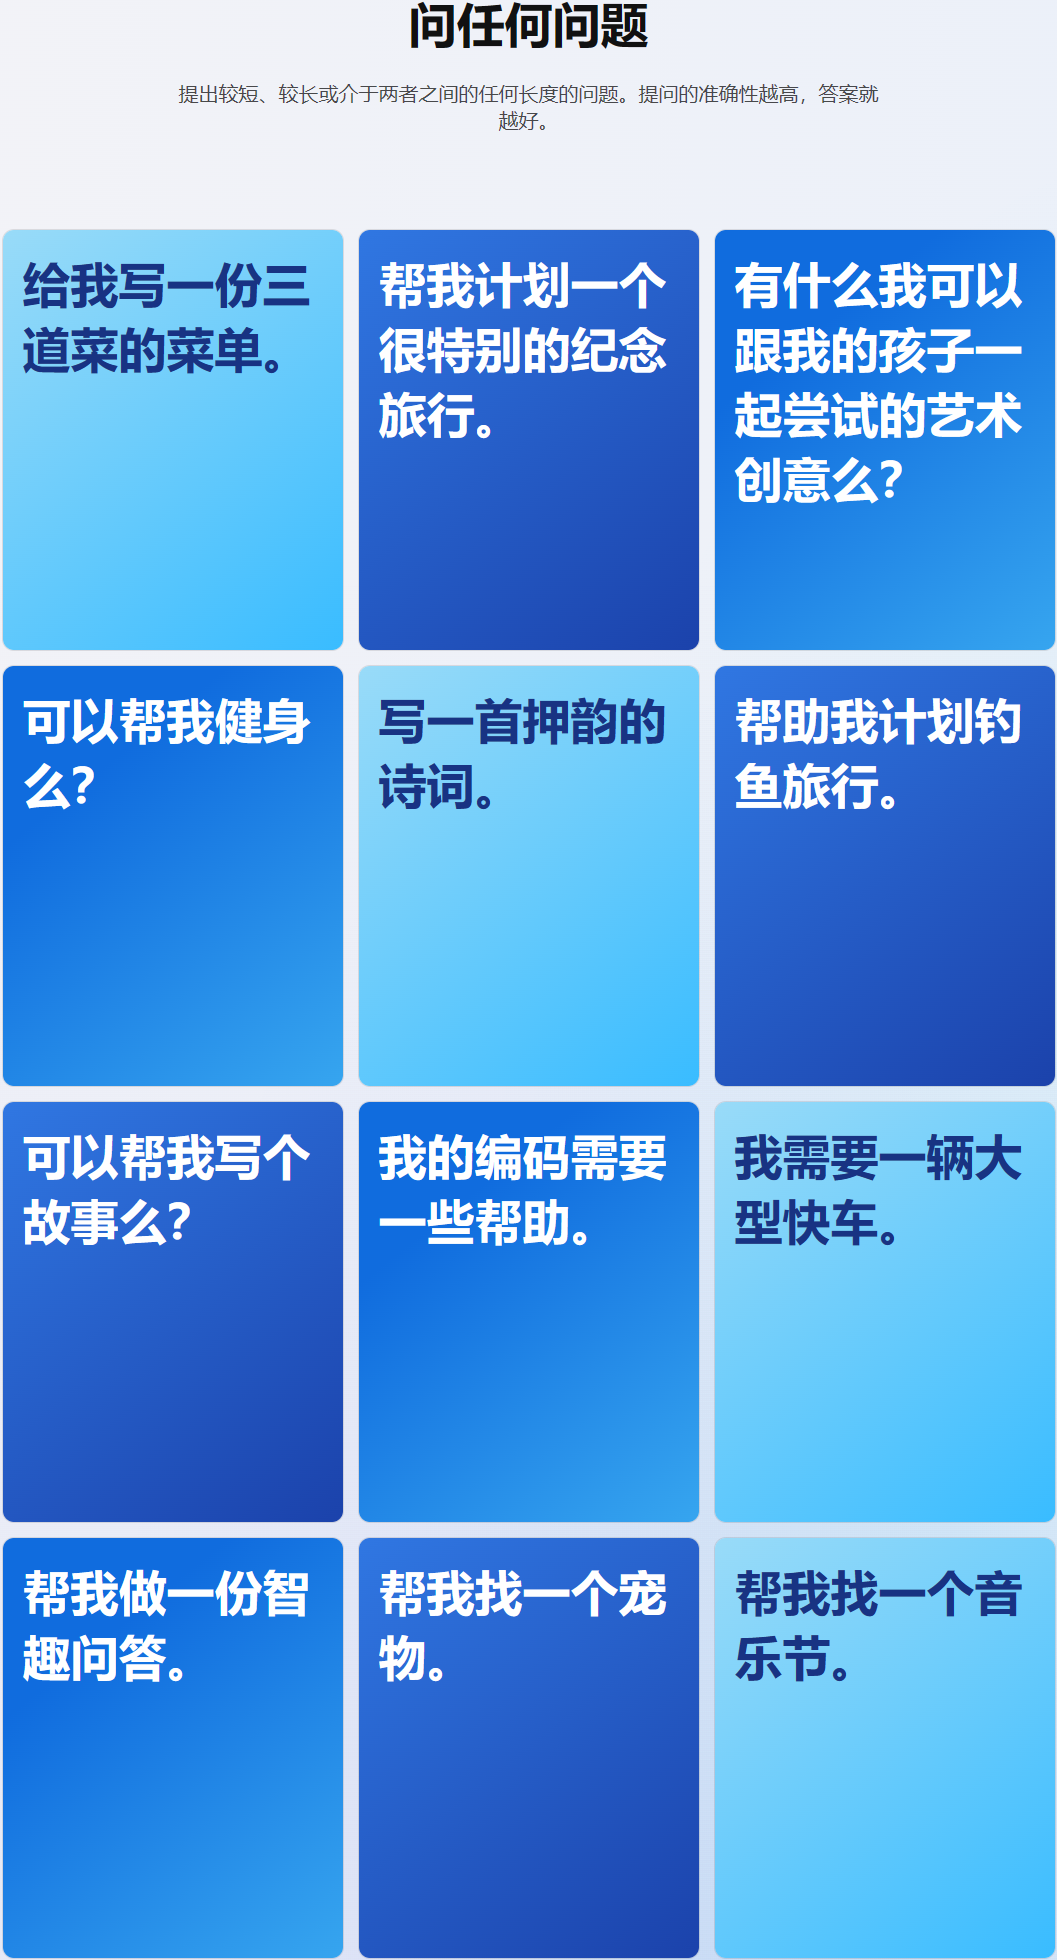 问任何问题
提出较短、较长或介于两者之间的任何长度的问题。提问的准确性越高，答案就
越好。
给我写一份三
道菜的菜单。
帮我计划一个
很特别的纪念
旅行。
有什么我可以
跟我的孩子一
起尝试的艺术
创意么？
可以帮我健身
么？
写一首押韵的
诗词。
帮助我计划钓
鱼旅行。
可以帮我写个
故事么？
我的编码需要
一些帮助。
我需要一辆大
型快车。
帮我做一份智
趣问答。
帮我找一个宠
物。
帮我找一个音
乐节。